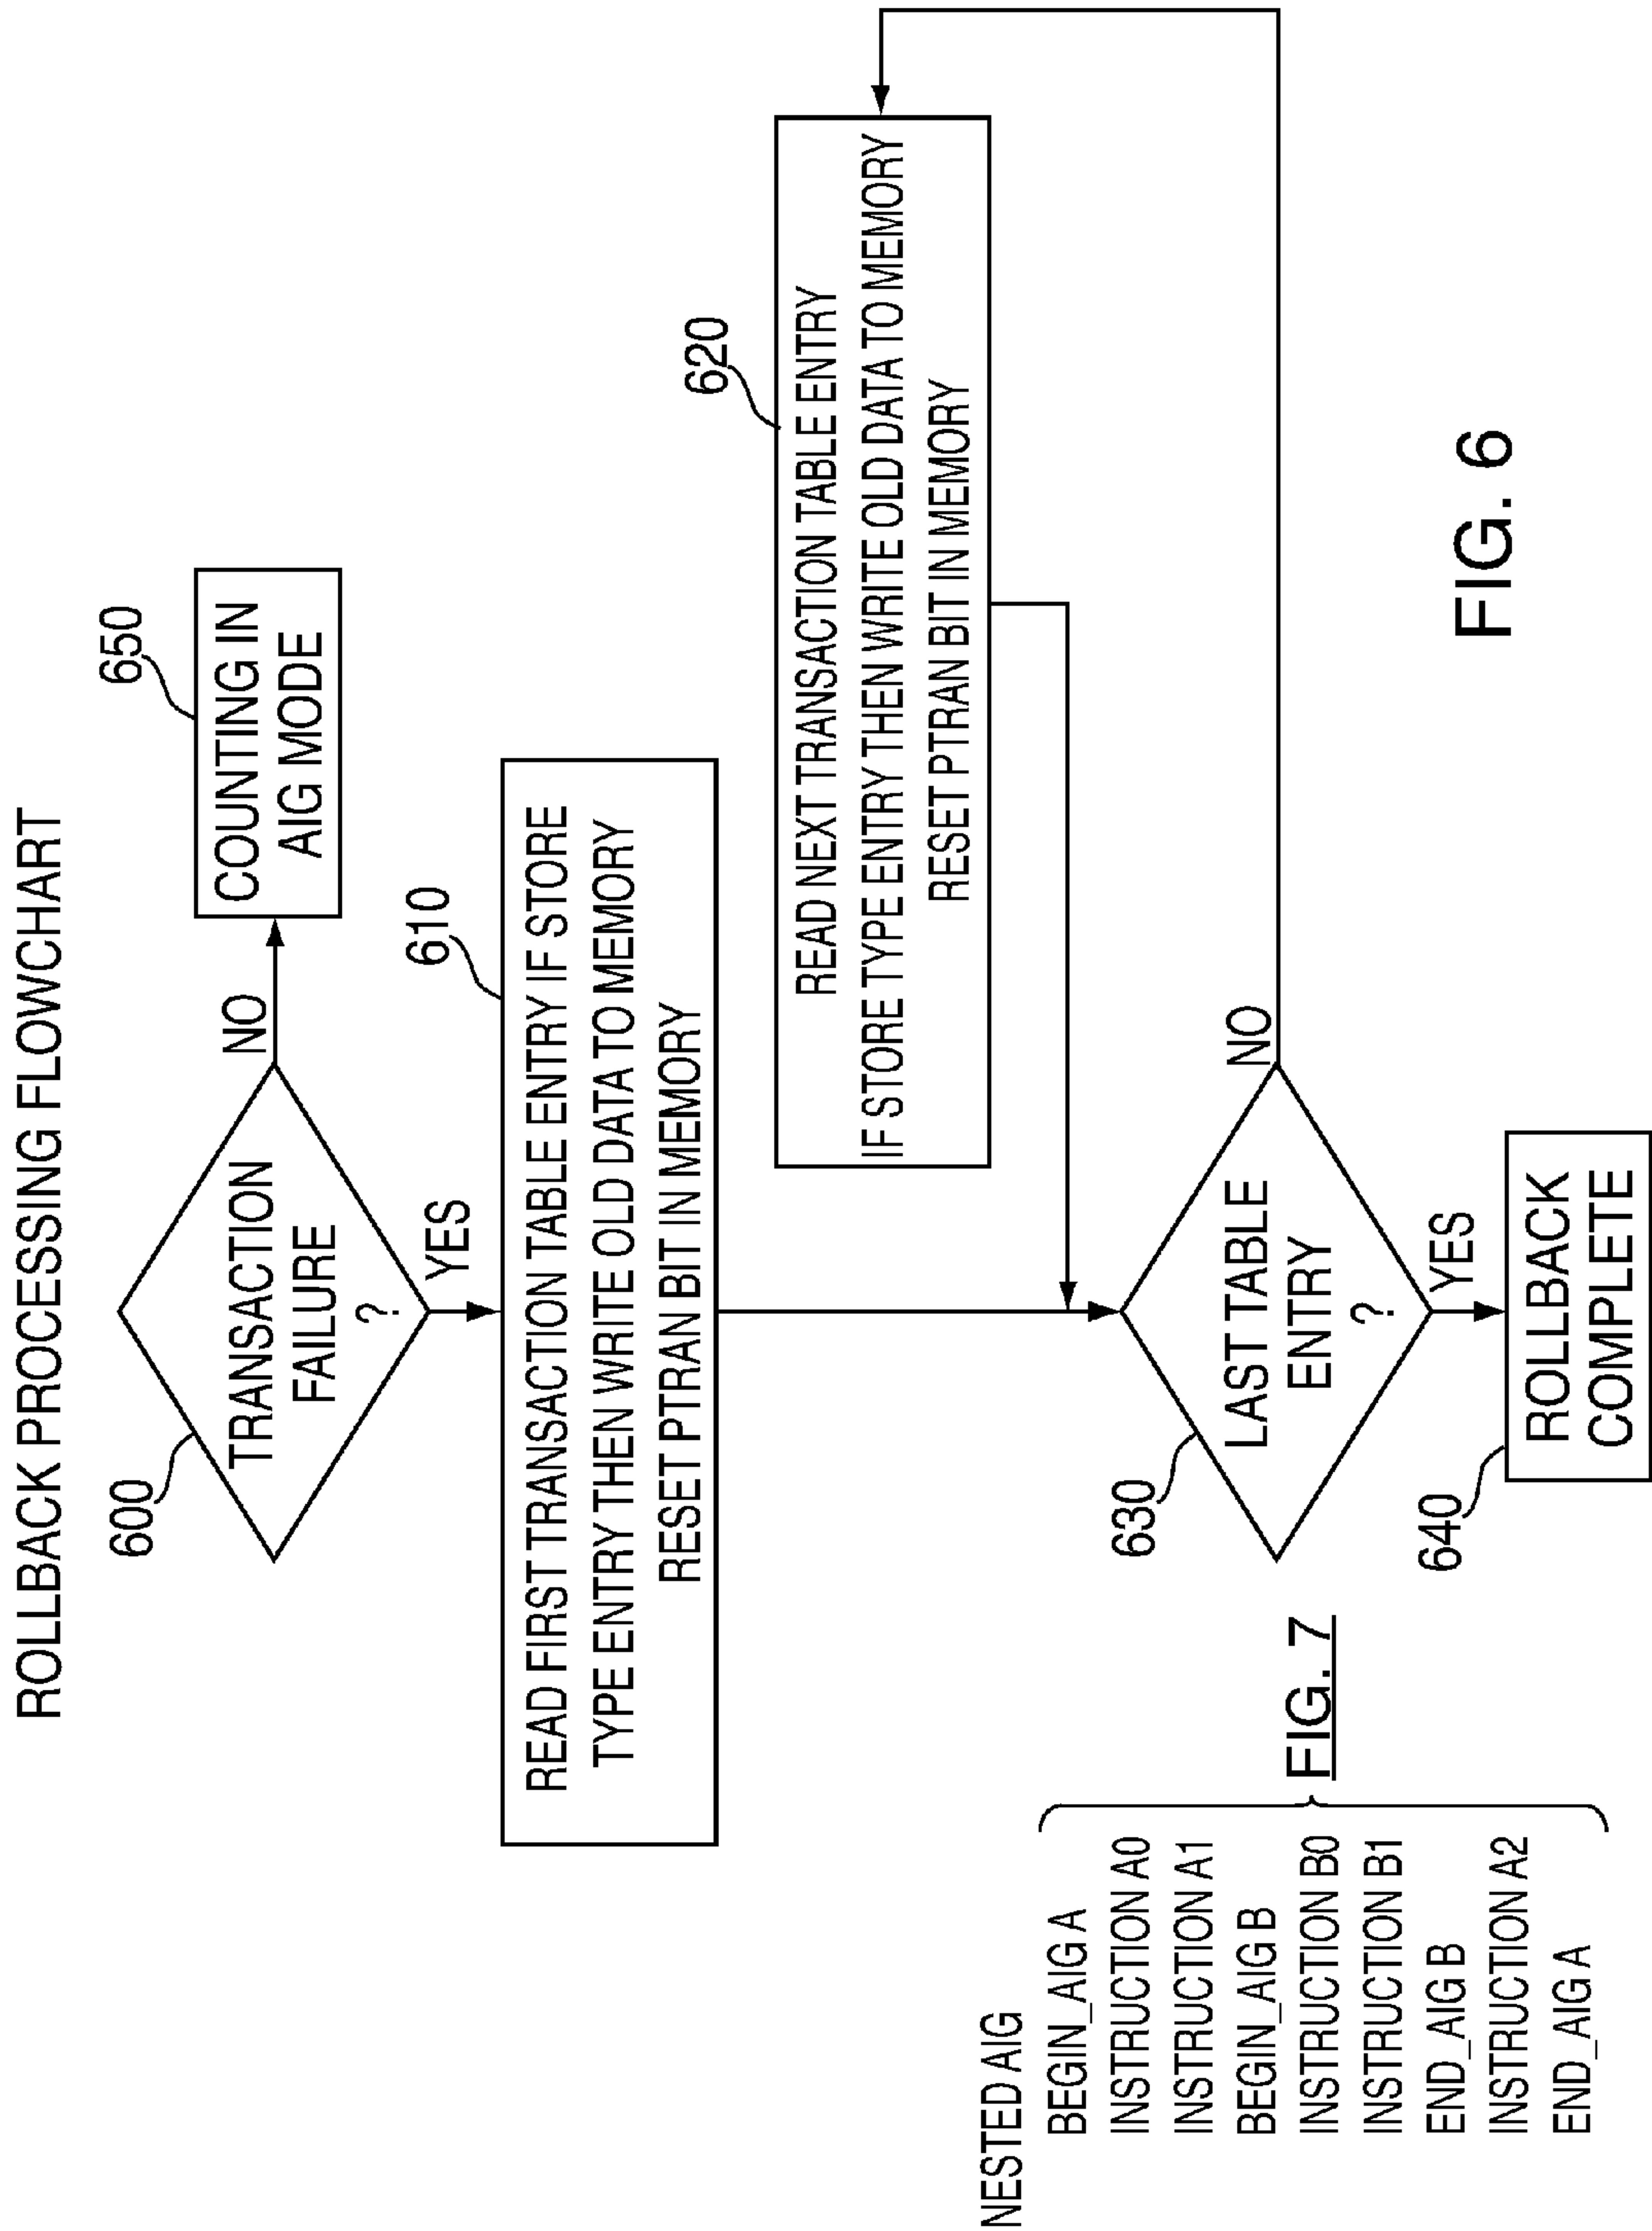 ROLLBACK PROCESSING FLOWCHART
600
TRANSACTION
FAILURE
?
NO
650
COUNTING IN
AIG MODE
YES
610
READ FIRST TRANSACTION TABLE ENTRY IF STORE
TYPE ENTRY THEN WRITE OLD DATA TO MEMORY
RESET PTRAN BIT IN MEMORY
620
READ NEXT TRANSACTION TABLE ENTRY
IF STORE TYPE ENTRY THEN WRITE OLD DATA TO MEMORY
RESET PTRAN BIT IN MEMORY
630
LAST TABLE
ENTRY
?
NO
YES
640
ROLLBACK
COMPLETE
FIG. 6
NESTED AIG
BEGIN_AIG A
INSTRUCTION A0
INSTRUCTION A1
BEGIN_AIG B
INSTRUCTION B0
INSTRUCTION B1
END_AIG B
INSTRUCTION A2
END_AIG A
FIG. 7